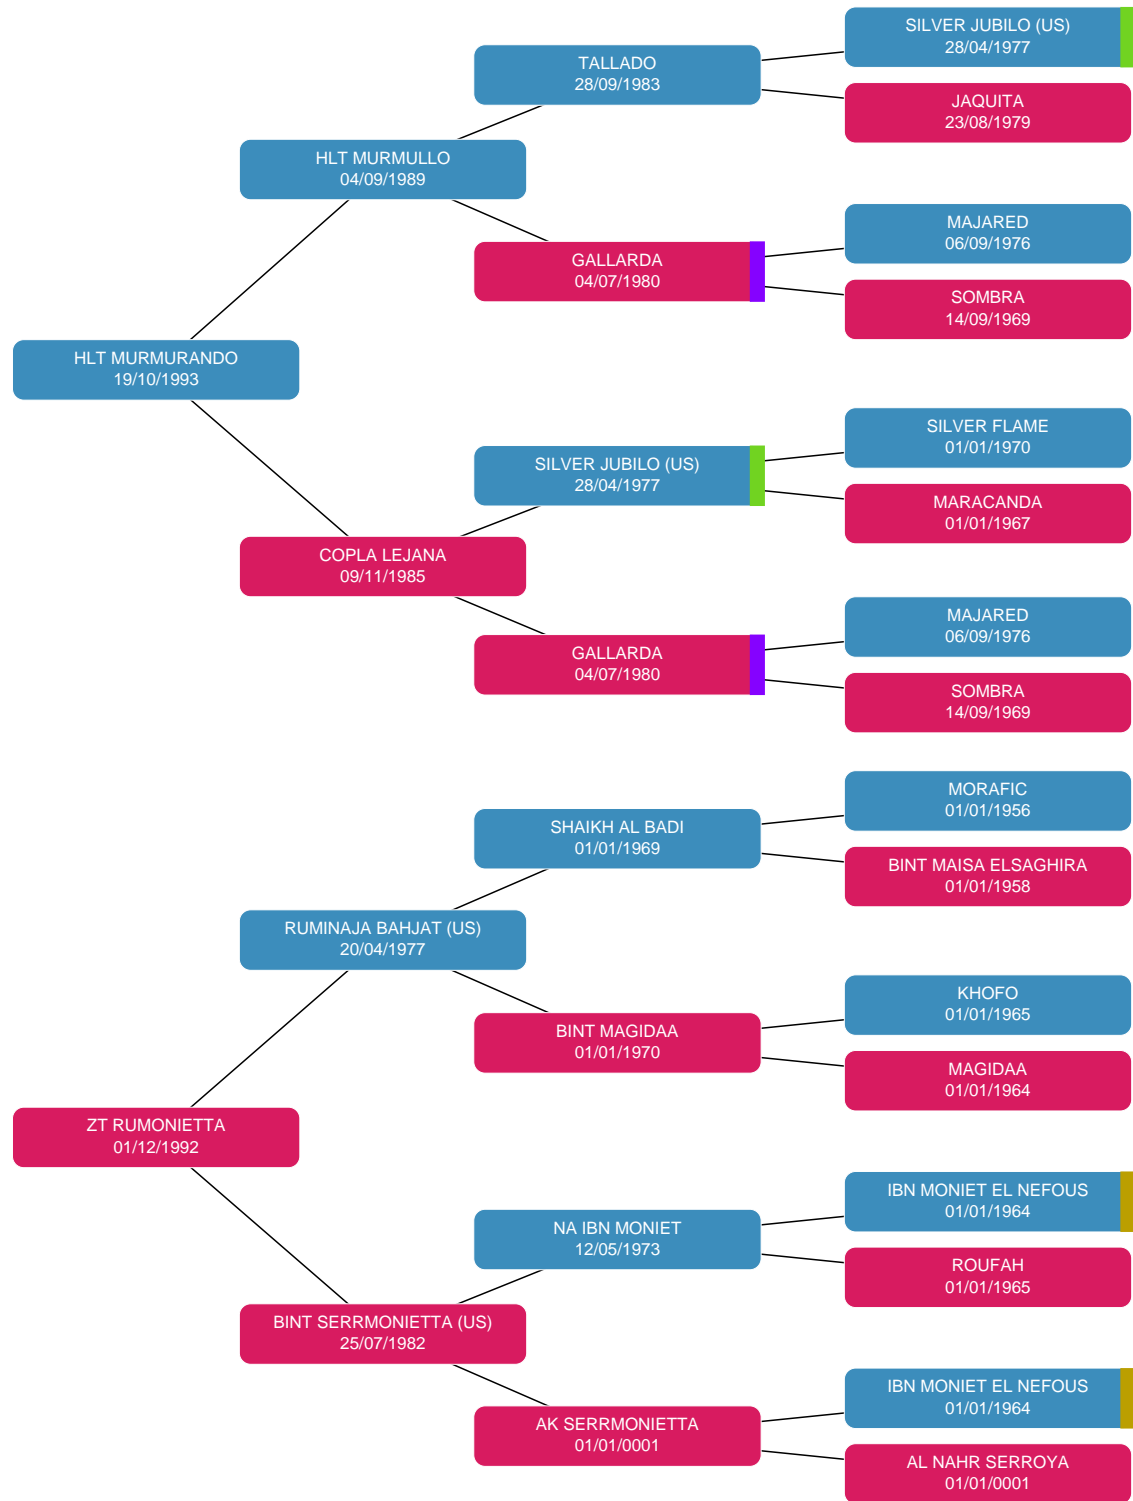 SILVER JUBILO (US)
28/04/1977
TALLADO
28/09/1983
JAQUITA
23/08/1979
HLT MURMULLO
04/09/1989
MAJARED
06/09/1976
GALLARDA
04/07/1980
SOMBRA
14/09/1969
HLT MURMURANDO
19/10/1993
SILVER FLAME
01/01/1970
SILVER JUBILO (US)
28/04/1977
MARACANDA
01/01/1967
COPLA LEJANA
09/11/1985
MAJARED
06/09/1976
GALLARDA
04/07/1980
SOMBRA
14/09/1969
MORAFIC
01/01/1956
SHAIKH AL BADI
01/01/1969
BINT MAISA ELSAGHIRA
01/01/1958
RUMINAJA BAHJAT (US)
20/04/1977
KHOFO
01/01/1965
BINT MAGIDAA
01/01/1970
MAGIDAA
01/01/1964
ZT RUMONIETTA
01/12/1992
IBN MONIET EL NEFOUS
01/01/1964
NA IBN MONIET
12/05/1973
ROUFAH
01/01/1965
BINT SERRMONIETTA (US)
25/07/1982
IBN MONIET EL NEFOUS
01/01/1964
AK SERRMONIETTA
01/01/0001
AL NAHR SERROYA
01/01/0001